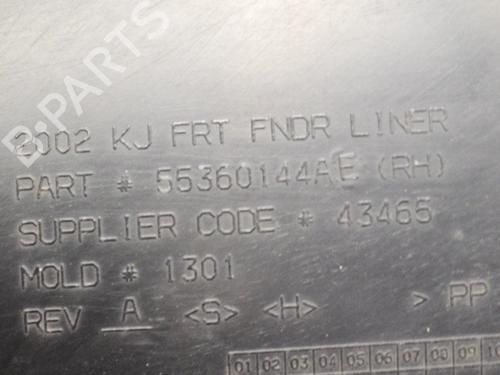 2002 KJ FRT FNDR LINER
PART # 55360144AE (RH)
SUPPLIER CODE # 43465
MOLD # 1301
REV A <S> <H> > PP
01 02 03 04 05 06 07 08 09 10
B-PARTS